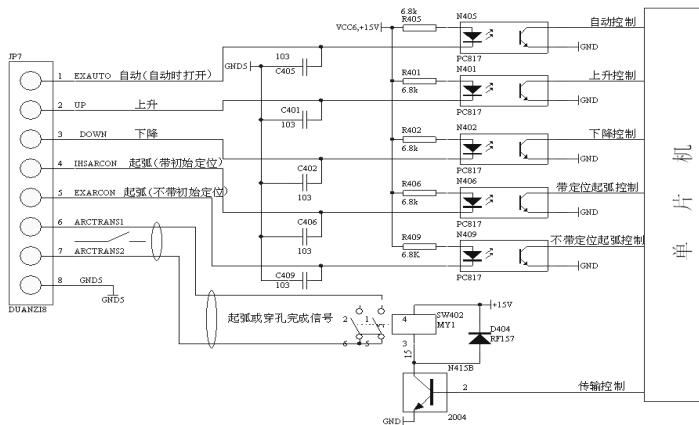 6.8k
R405
VCC6,+15V
N405
自动控制
GND
PC817
JP7
103
GND5
C405
1 EXAUTO 自动(自动时打开)
R401
6.8k
N401
上升控制
GND
PC817
2 UP 上升
C401
103
3 DOWN 下降
R402
6.8k
N402
下降控制
GND
PC817
4 IHSARCON 起弧(带初始定位)
C402
103
R406
6.8k
N406
带定位起弧控制
GND
PC817
5 EXARCON 起弧(不带初始定位)
C406
103
6 ARCTRANS1
R409
6.8K
N409
不带定位起弧控制
GND
PC817
7 ARCTRANS2
C409
103
8 GND5
GND5
DUANZI8
单片机
起弧或穿孔完成信号
2 1
6 5
4
3
15
SW402
MY1
+15V
D404
RF157
N415B
2
传输控制
GND
2004